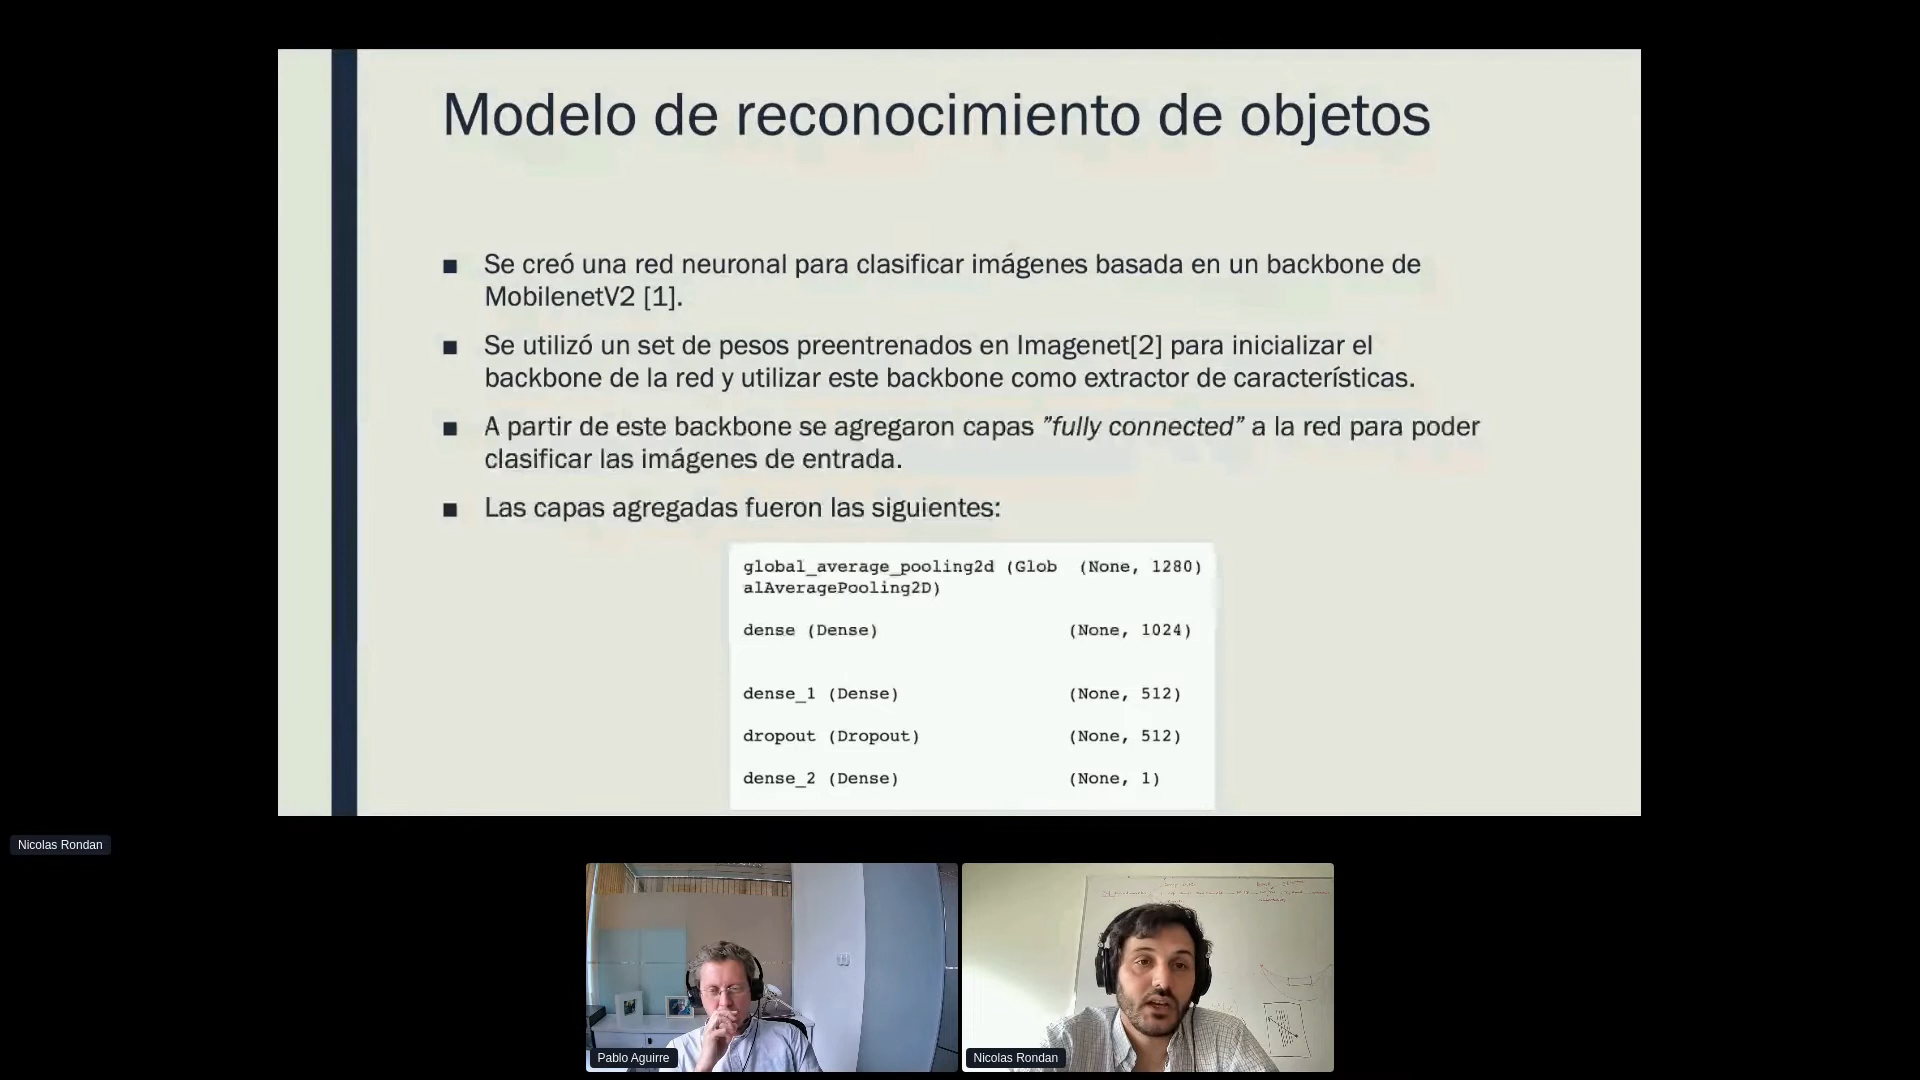 Modelo de reconocimiento de objetos
■ Se creó una red neuronal para clasificar imágenes basada en un backbone de
MobilenetV2 [1].
■ Se utilizó un set de pesos preentrenados en Imagenet[2] para inicializar el
backbone de la red y utilizar este backbone como extractor de características.
■ A partir de este backbone se agregaron capas ”fully connected” a la red para poder
clasificar las imágenes de entrada.
■ Las capas agregadas fueron las siguientes:
global_average_pooling2d (Glob (None, 1280)
alAveragePooling2D)
dense (Dense) (None, 1024)
dense_1 (Dense) (None, 512)
dropout (Dropout) (None, 512)
dense_2 (Dense) (None, 1)
Nicolas Rondan
Pablo Aguirre
Nicolas Rondan